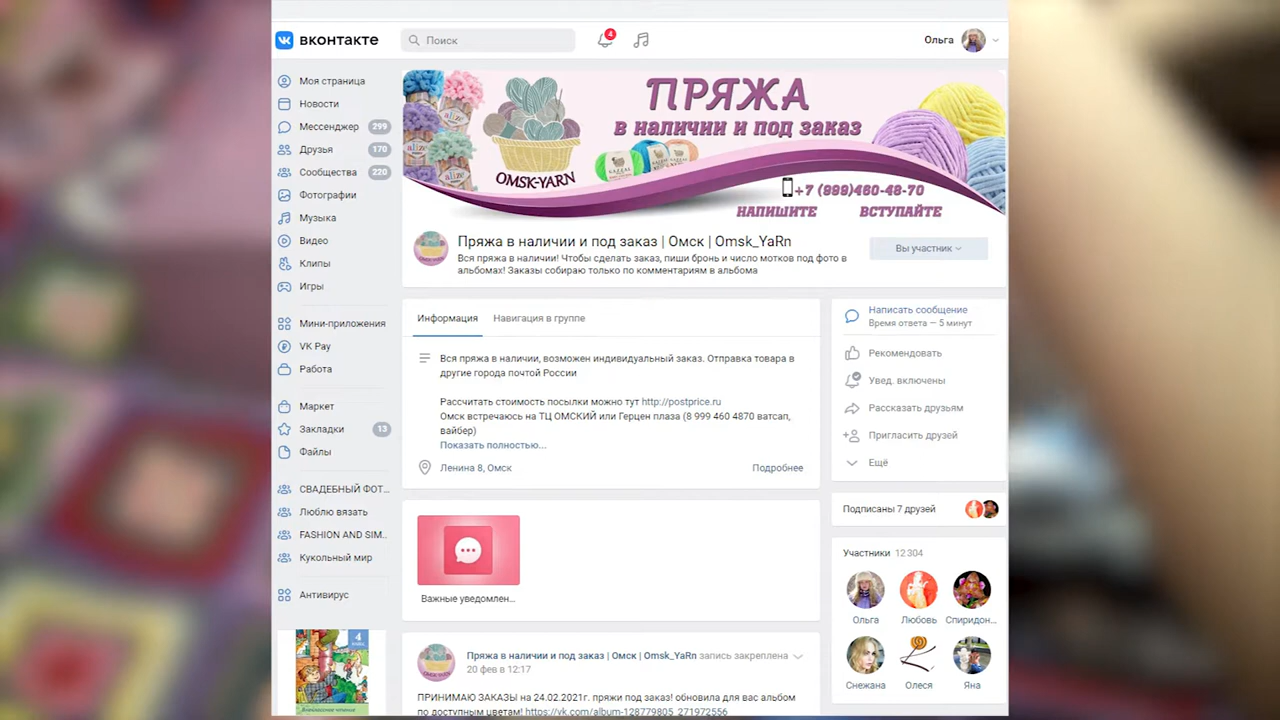 вконтакте
Поиск
4
Ольга
Моя страница
Новости
Мессенджер 299
Друзья 170
Сообщества 220
Фотографии
Музыка
Видео
Клипы
Игры
Мини-приложения
VK Pay
Работа
Маркет
Закладки 13
Файлы
СВАДЕБНЫЙ ФОТ...
Люблю вязать
FASHION AND SIM...
Кукольный мир
Антивирус
4
ПРЯЖА
в наличии и под заказ
alize
alize
OMSK-YARN
+7 (999)460-48-70
НАПИШИТЕ ВСТУПАЙТЕ
Пряжа в наличии и под заказ | Омск | Omsk_YaRn
Вся пряжа в наличии! Чтобы сделать заказ, пиши бронь и число мотков под фото в
альбомах! Заказы собираю только по комментариям в альбома
Вы участник
Информация Навигация в группе
Вся пряжа в наличии, возможен индивидуальный заказ. Отправка товара в
другие города почтой России
Рассчитать стоимость посылки можно тут http://postprice.ru
Омск встречаюсь на ТЦ ОМСКИЙ или Герцен плаза (8 999 460 4870 ватсап,
вайбер)
Показать полностью...
Ленина 8, Омск Подробнее
Важные уведомлен...
Пряжа в наличии и под заказ | Омск | Omsk_YaRn запись закреплена
20 фев в 12:17
ПРИНИМАЮ ЗАКАЗЫ на 24.02.2021г. пряжи под заказ! обновила для вас альбом
по доступным цветам! https://vk.com/album-128779805_271972556
Написать сообщение
Время ответа — 5 минут
Рекомендовать
Увед. включены
Рассказать друзьям
Пригласить друзей
Ещё
Подписаны 7 друзей
Участники 12 304
Ольга Любовь Спиридон...
Снежана Олеся Яна